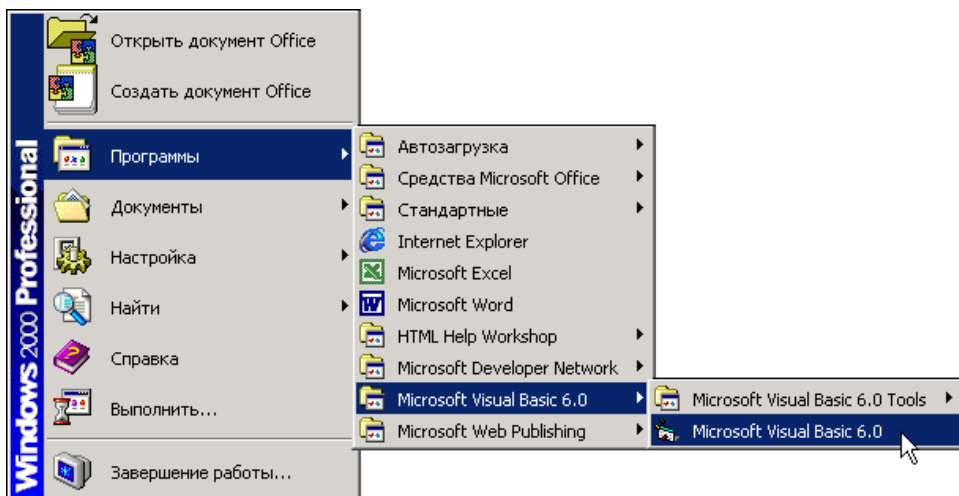 Windows 2000 Professional
Открыть документ Office
Создать документ Office
Программы
Документы
Настройка
Найти
Справка
Выполнить...
Завершение работы...
Автозагрузка
Средства Microsoft Office
Стандартные
Internet Explorer
Microsoft Excel
Microsoft Word
HTML Help Workshop
Microsoft Developer Network
Microsoft Visual Basic 6.0
Microsoft Web Publishing
Microsoft Visual Basic 6.0 Tools
Microsoft Visual Basic 6.0